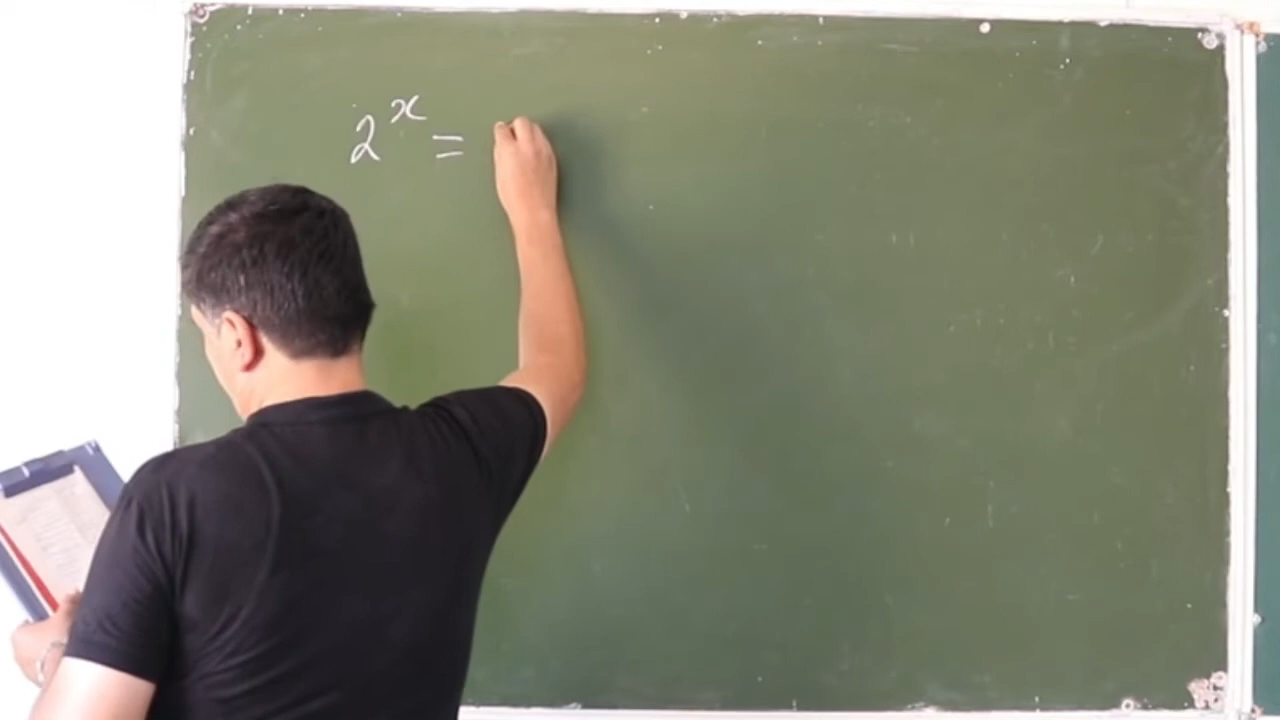 2^x =